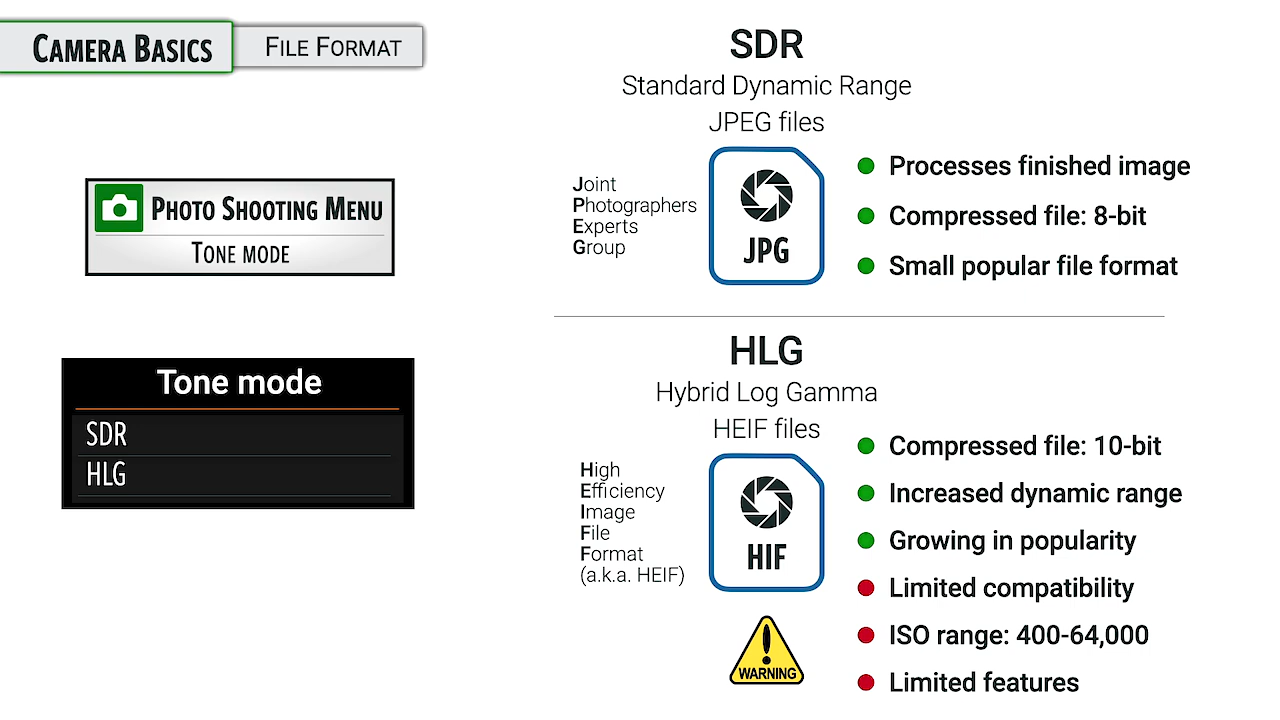 CAMERA BASICS
FILE FORMAT
PHOTO SHOOTING MENU
TONE MODE
Tone mode
SDR
HLG
SDR
Standard Dynamic Range
JPEG files
Joint
Photographers
Experts
Group
JPG
Processes finished image
Compressed file: 8-bit
Small popular file format
HLG
Hybrid Log Gamma
HEIF files
High
Efficiency
Image
File
Format
(a.k.a. HEIF)
HIF
WARNING
Compressed file: 10-bit
Increased dynamic range
Growing in popularity
Limited compatibility
ISO range: 400-64,000
Limited features